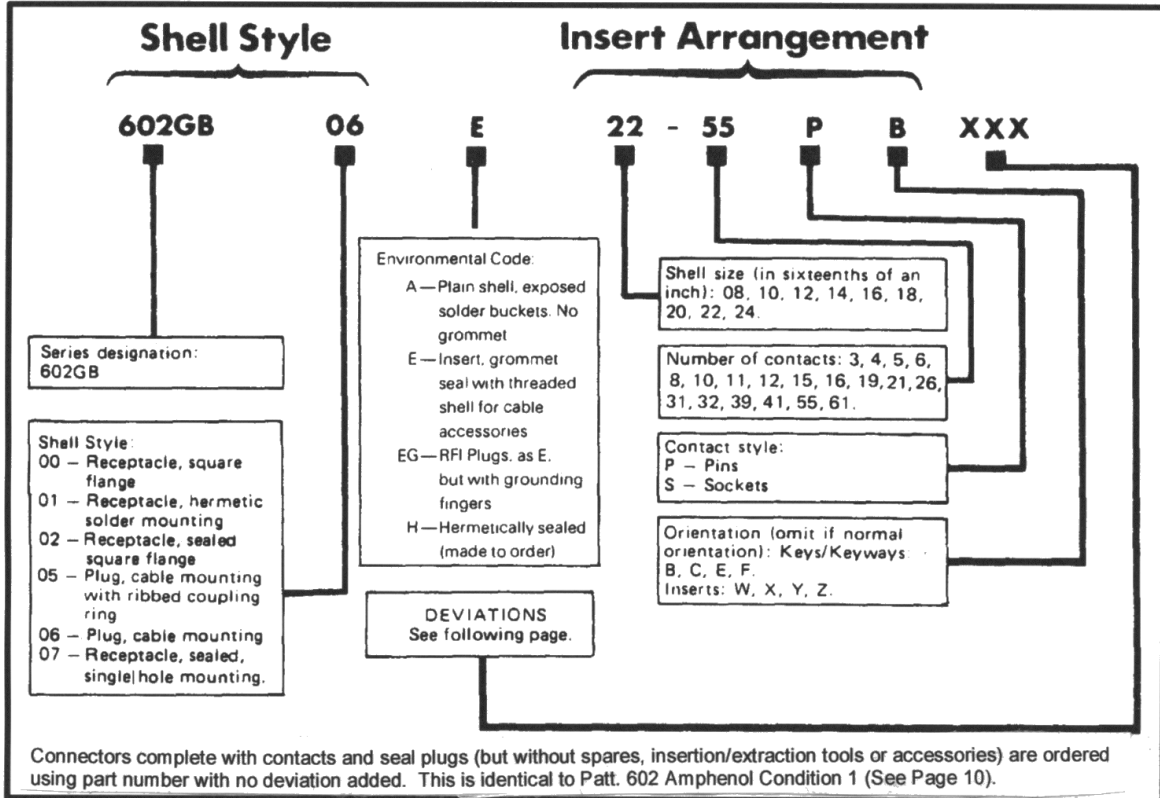 Shell Style
Insert Arrangement
602GB 06 E 22 - 55 P B XXX
Environmental Code:
A — Plain shell, exposed
solder buckets. No
grommet
E — Insert, grommet
seal with threaded
shell for cable
accessories
EG — RFI Plugs, as E.
but with grounding
fingers
H — Hermetically sealed
(made to order)
Shell size (in sixteenths of an
inch): 08, 10, 12, 14, 16, 18,
20, 22, 24.
Series designation:
602GB
Number of contacts: 3, 4, 5, 6,
8, 10, 11, 12, 15, 16, 19, 21, 26,
31, 32, 39, 41, 55, 61.
Shell Style:
00 – Receptacle, square
flange
01 – Receptacle, hermetic
solder mounting
02 – Receptacle, sealed
square flange
05 – Plug, cable mounting
with ribbed coupling
ring
06 – Plug, cable mounting
07 – Receptacle, sealed,
single hole mounting.
Contact style:
P – Pins
S – Sockets
Orientation (omit if normal
orientation): Keys/Keyways
B, C, E, F.
Inserts: W, X, Y, Z.
DEVIATIONS
See following page.
Connectors complete with contacts and seal plugs (but without spares, insertion/extraction tools or accessories) are ordered
using part number with no deviation added. This is identical to Patt. 602 Amphenol Condition 1 (See Page 10).